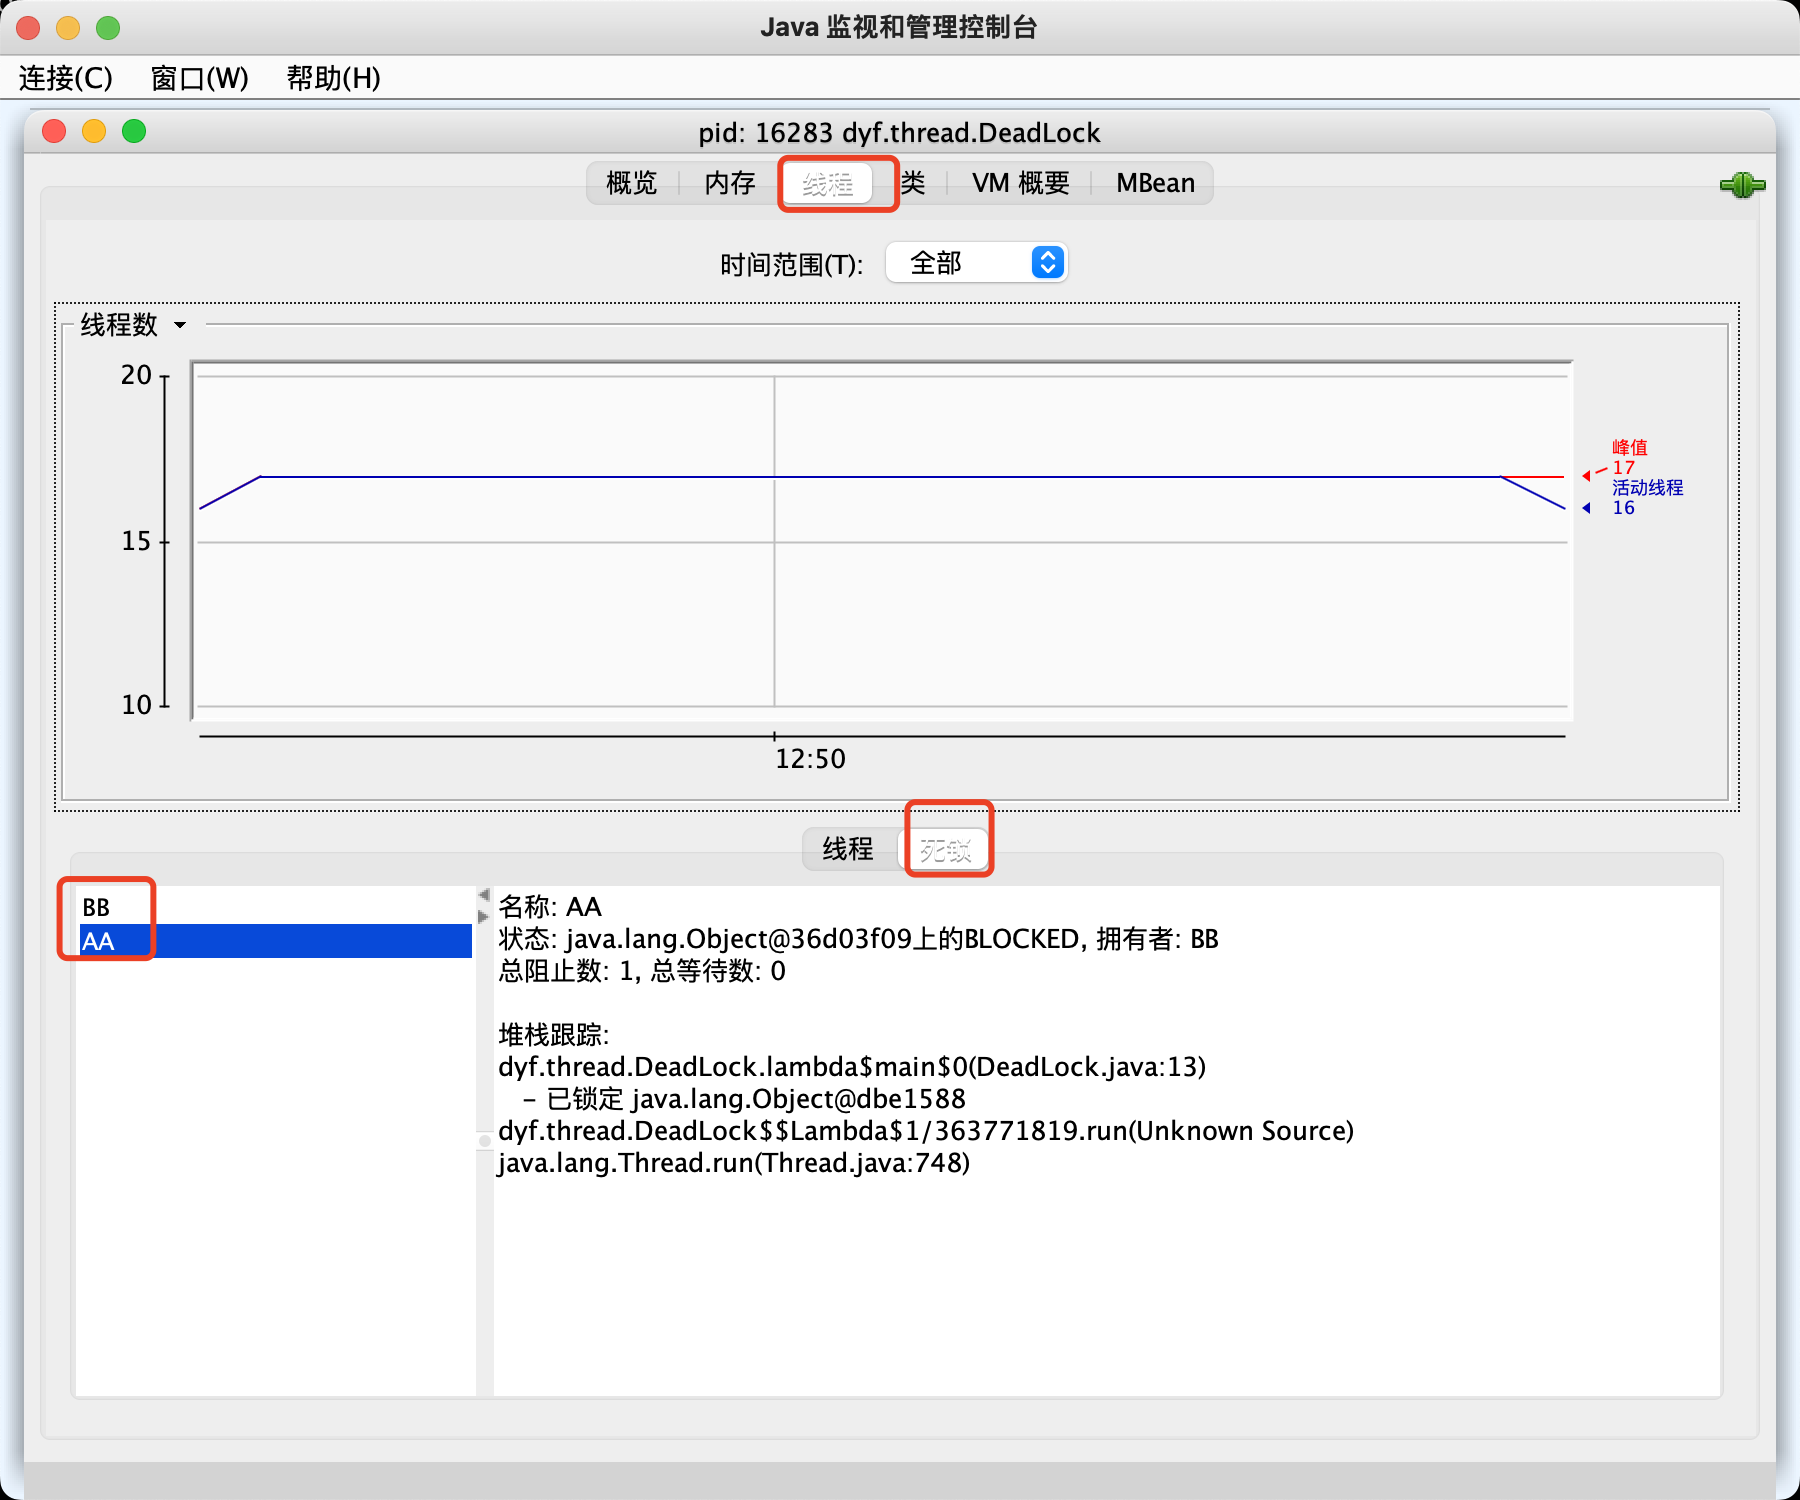 Java 监视和管理控制台
连接(C) 窗口(W) 帮助(H)
pid: 16283 dyf.thread.DeadLock
概览 内存 线程 类 VM 概要 MBean
时间范围(T): 全部
线程数
20
15
10
峰值
17
活动线程
16
12:50
线程 死锁
BB
AA
名称: AA
状态: java.lang.Object@36d03f09上的BLOCKED, 拥有者: BB
总阻止数: 1, 总等待数: 0
堆栈跟踪:
dyf.thread.DeadLock.lambda$main$0(DeadLock.java:13)
- 已锁定 java.lang.Object@dbe1588
dyf.thread.DeadLock$$Lambda$1/363771819.run(Unknown Source)
java.lang.Thread.run(Thread.java:748)